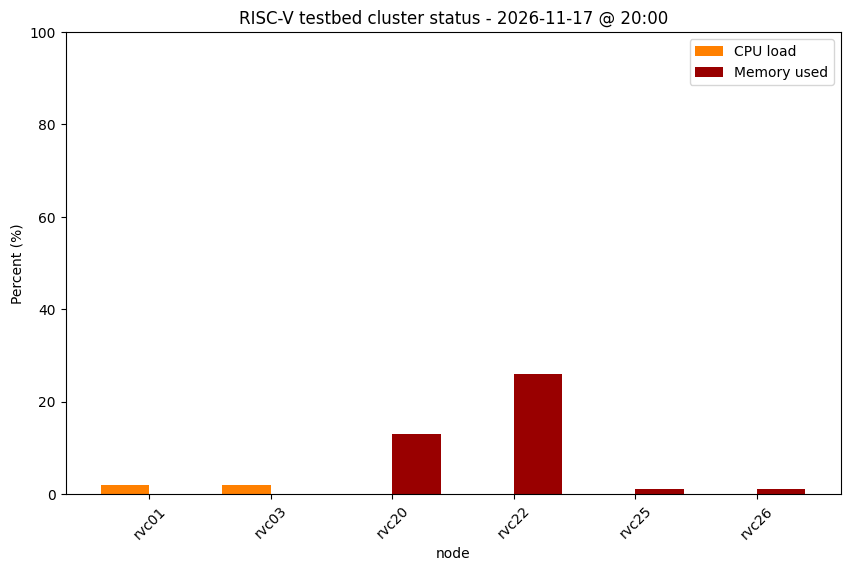 RISC-V testbed cluster status - 2026-11-17 @ 20:00
CPU load
Memory used
Percent (%)
100
80
60
40
20
0
rvc01
rvc03
rvc20
rvc22
rvc25
rvc26
node